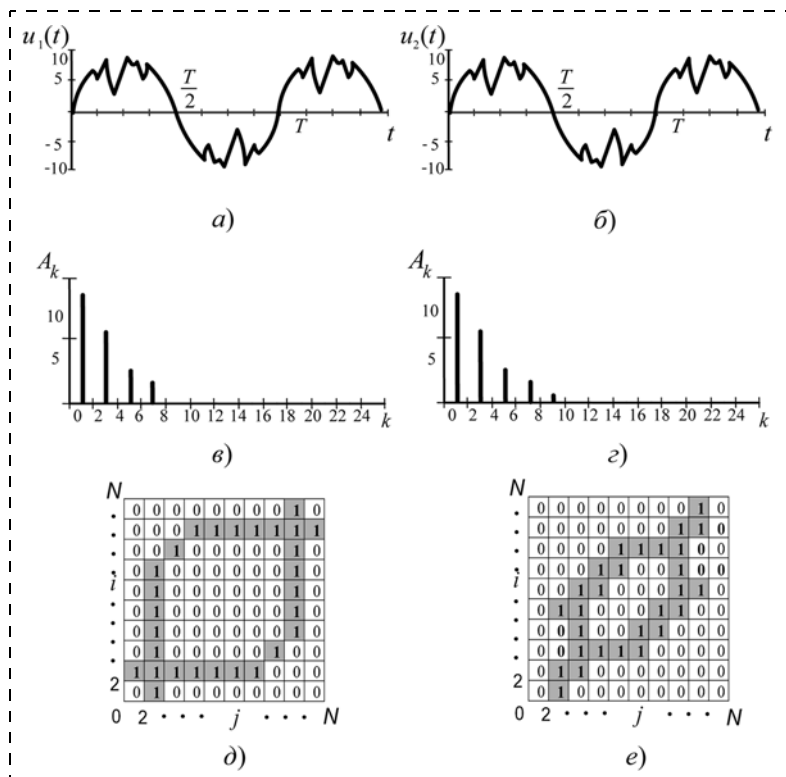 u₁(t)
10
5
-5
-10
T/2
T
t
а)
u₂(t)
10
5
-5
-10
T/2
T
t
б)
Aₖ
10
5
0 2 4 6 8 10 12 14 16 18 20 22 24 k
в)
Aₖ
10
5
0 2 4 6 8 10 12 14 16 18 20 22 24 k
г)
N
0 0 0 0 0 0 0 0 1 0
0 0 0 1 1 1 1 1 1 1
0 0 1 0 0 0 0 0 1 0
0 1 0 0 0 0 0 0 1 0
i
0 1 0 0 0 0 0 0 1 0
0 1 0 0 0 0 0 0 1 0
0 1 0 0 0 0 0 0 1 0
0 1 0 0 0 0 0 1 0 0
1 1 1 1 1 1 1 0 0 0
2
0 1 0 0 0 0 0 0 0 0
0 2 · · · j · · · N
д)
N
0 0 0 0 0 0 0 0 1 0
0 0 0 0 0 0 0 1 1 0
0 0 0 0 1 1 1 1 0 0
0 0 0 1 1 0 0 1 0 0
i
0 0 1 1 0 0 0 1 1 0
0 1 1 0 0 0 1 1 0 0
0 0 1 0 0 1 1 0 0 0
0 0 1 1 1 1 0 0 0 0
0 1 1 0 0 0 0 0 0 0
2
0 1 0 0 0 0 0 0 0 0
0 2 · · · j · · · N
е)